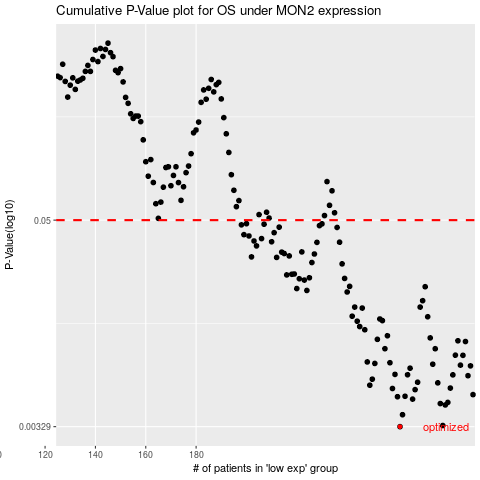 Cumulative P-Value plot for OS under MON2 expression
P-Value(log10)
0.05
0.00329
optimized
0 120 140 160 180
# of patients in 'low exp' group